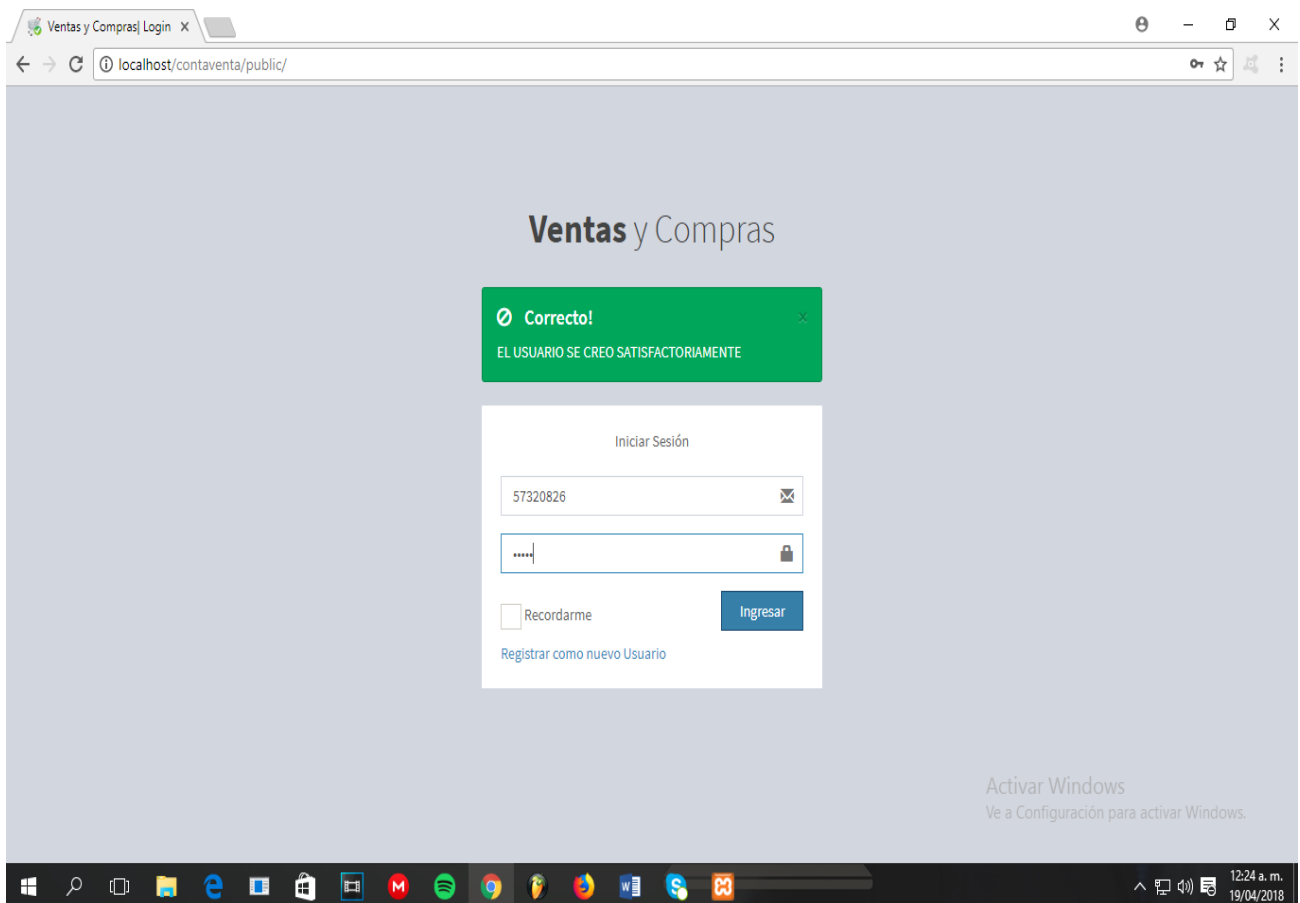 Ventas y Compras| Login
localhost/contaventa/public/
Ventas y Compras
Correcto!
EL USUARIO SE CREO SATISFACTORIAMENTE
Iniciar Sesión
57320826
•••••
Recordarme
Ingresar
Registrar como nuevo Usuario
Activar Windows
Ve a Configuración para activar Windows.
12:24 a. m.
19/04/2018